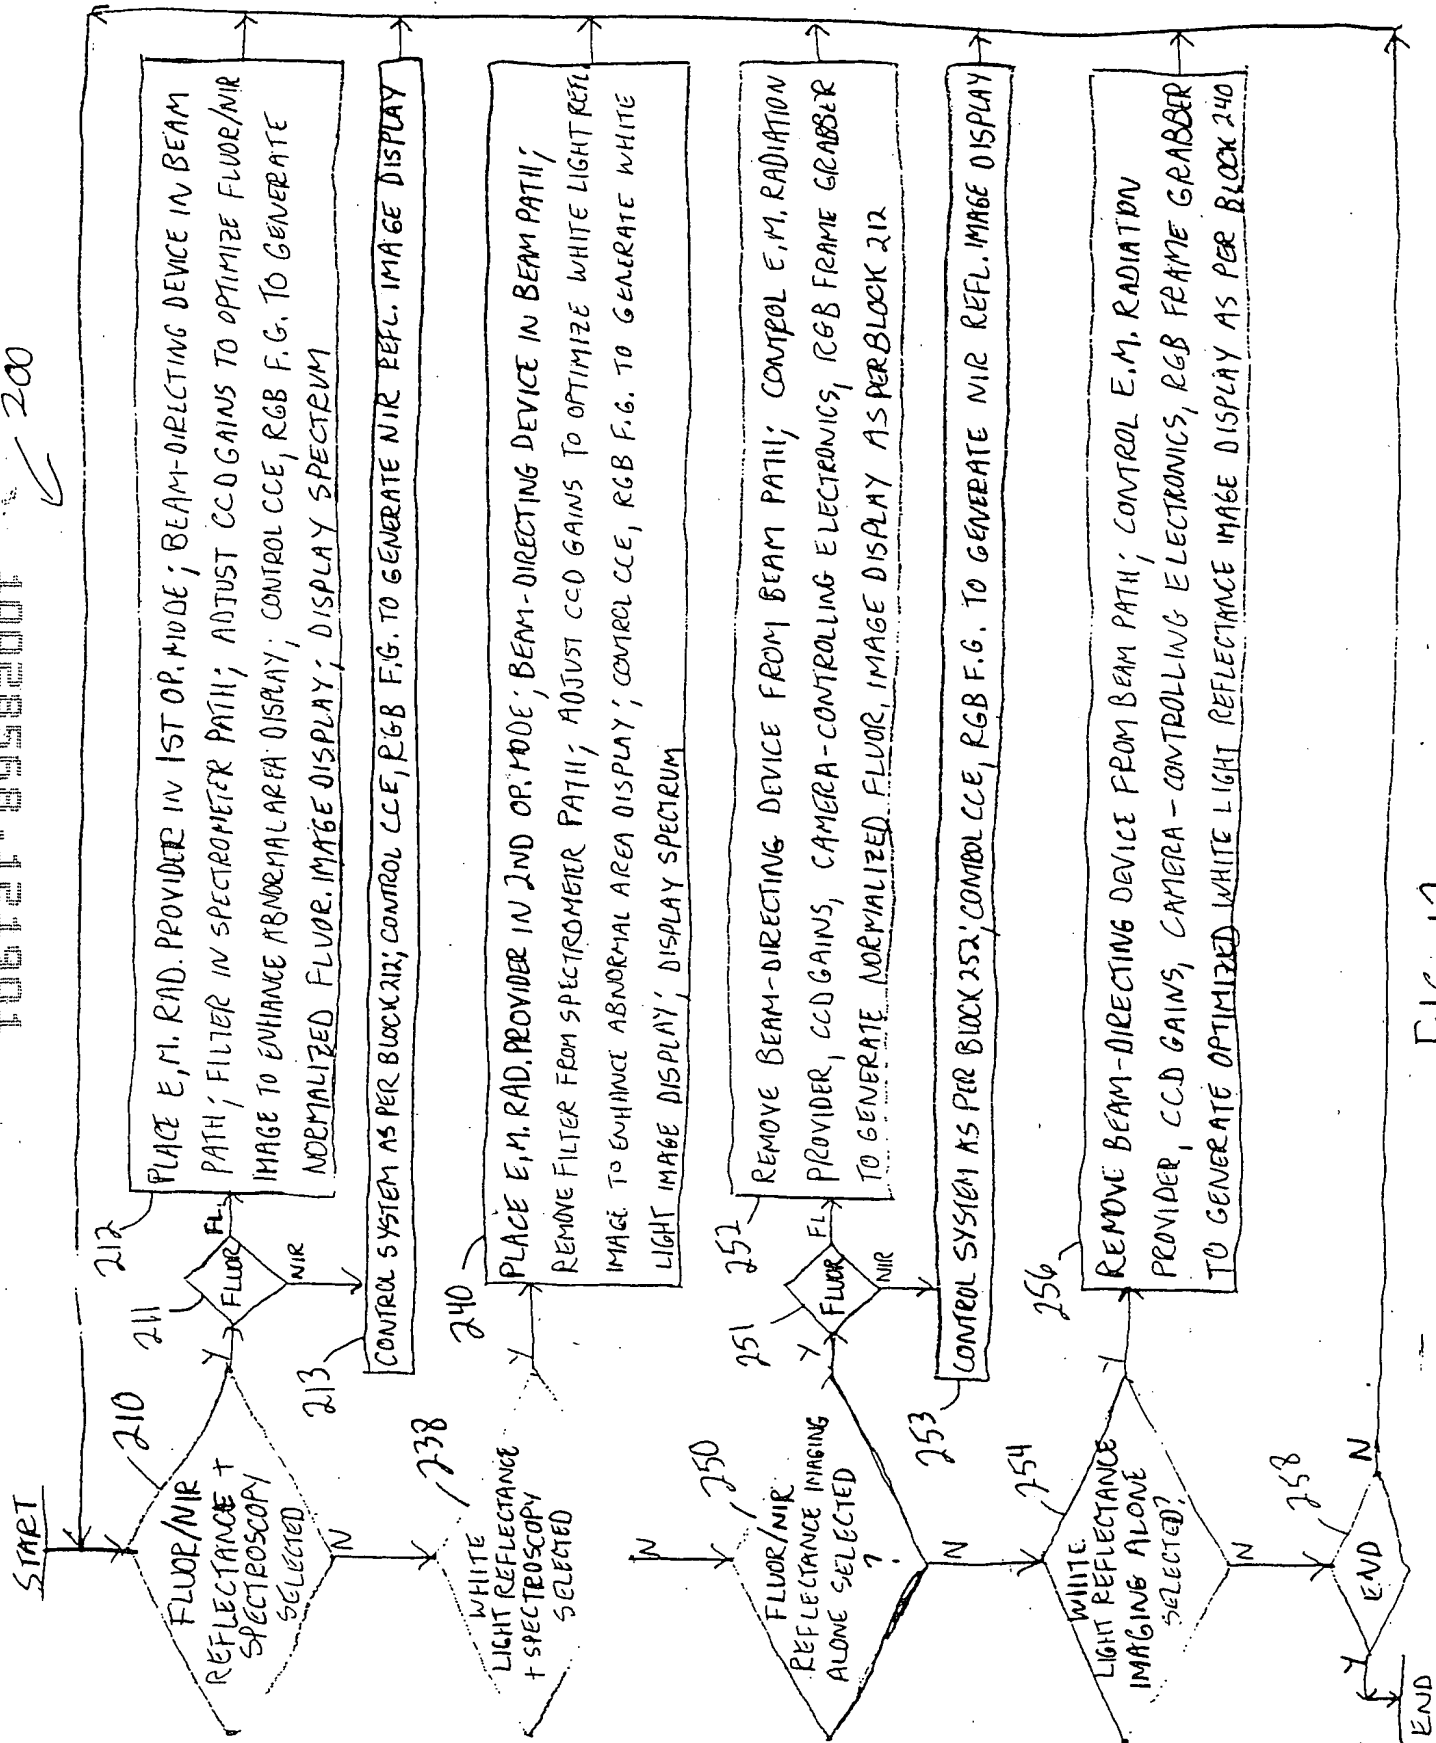 200
START
210
FLUOR/NIR
REFLECTANCE +
SPECTROSCOPY
SELECTED
Y
N
211
FLUOR
FL
NIR
212
PLACE E.M. RAD. PROVIDER IN 1ST OP. MODE; BEAM-DIRECTING DEVICE IN BEAM
PATH; FILTER IN SPECTROMETER PATH; ADJUST CCD GAINS TO OPTIMIZE FLUOR/NIR
IMAGE TO ENHANCE ABNORMAL AREA DISPLAY; CONTROL CCE, RGB F.G. TO GENERATE
NORMALIZED FLUOR. IMAGE DISPLAY; DISPLAY SPECTRUM
213
CONTROL SYSTEM AS PER BLOCK 212; CONTROL CCE, RGB F.G. TO GENERATE NIR REFL. IMAGE DISPLAY
238
WHITE
LIGHT REFLECTANCE
+ SPECTROSCOPY
SELECTED
Y
N
240
PLACE E.M. RAD. PROVIDER IN 2ND OP. MODE; BEAM-DIRECTING DEVICE IN BEAM PATH;
REMOVE FILTER FROM SPECTROMETER PATH; ADJUST CCD GAINS TO OPTIMIZE WHITE LIGHT REFL.
IMAGE TO ENHANCE ABNORMAL AREA DISPLAY; CONTROL CCE, RGB F.G. TO GENERATE WHITE
LIGHT IMAGE DISPLAY; DISPLAY SPECTRUM
250
FLUOR/NIR
REFLECTANCE IMAGING
ALONE SELECTED
?
Y
N
251
FLUOR
FL
NIR
252
REMOVE BEAM-DIRECTING DEVICE FROM BEAM PATH; CONTROL E.M. RADIATION
PROVIDER, CCD GAINS, CAMERA-CONTROLLING ELECTRONICS, RGB FRAME GRABBER
TO GENERATE NORMALIZED FLUOR. IMAGE DISPLAY AS PER BLOCK 212
253
CONTROL SYSTEM AS PER BLOCK 252; CONTROL CCE, RGB F.G. TO GENERATE NIR REFL. IMAGE DISPLAY
254
WHITE
LIGHT REFLECTANCE
IMAGING ALONE
SELECTED?
Y
N
256
REMOVE BEAM-DIRECTING DEVICE FROM BEAM PATH; CONTROL E.M. RADIATION
PROVIDER, CCD GAINS, CAMERA-CONTROLLING ELECTRONICS, RGB FRAME GRABBER
TO GENERATE OPTIMIZED WHITE LIGHT REFLECTANCE IMAGE DISPLAY AS PER BLOCK 240
258
END
N
Y
END